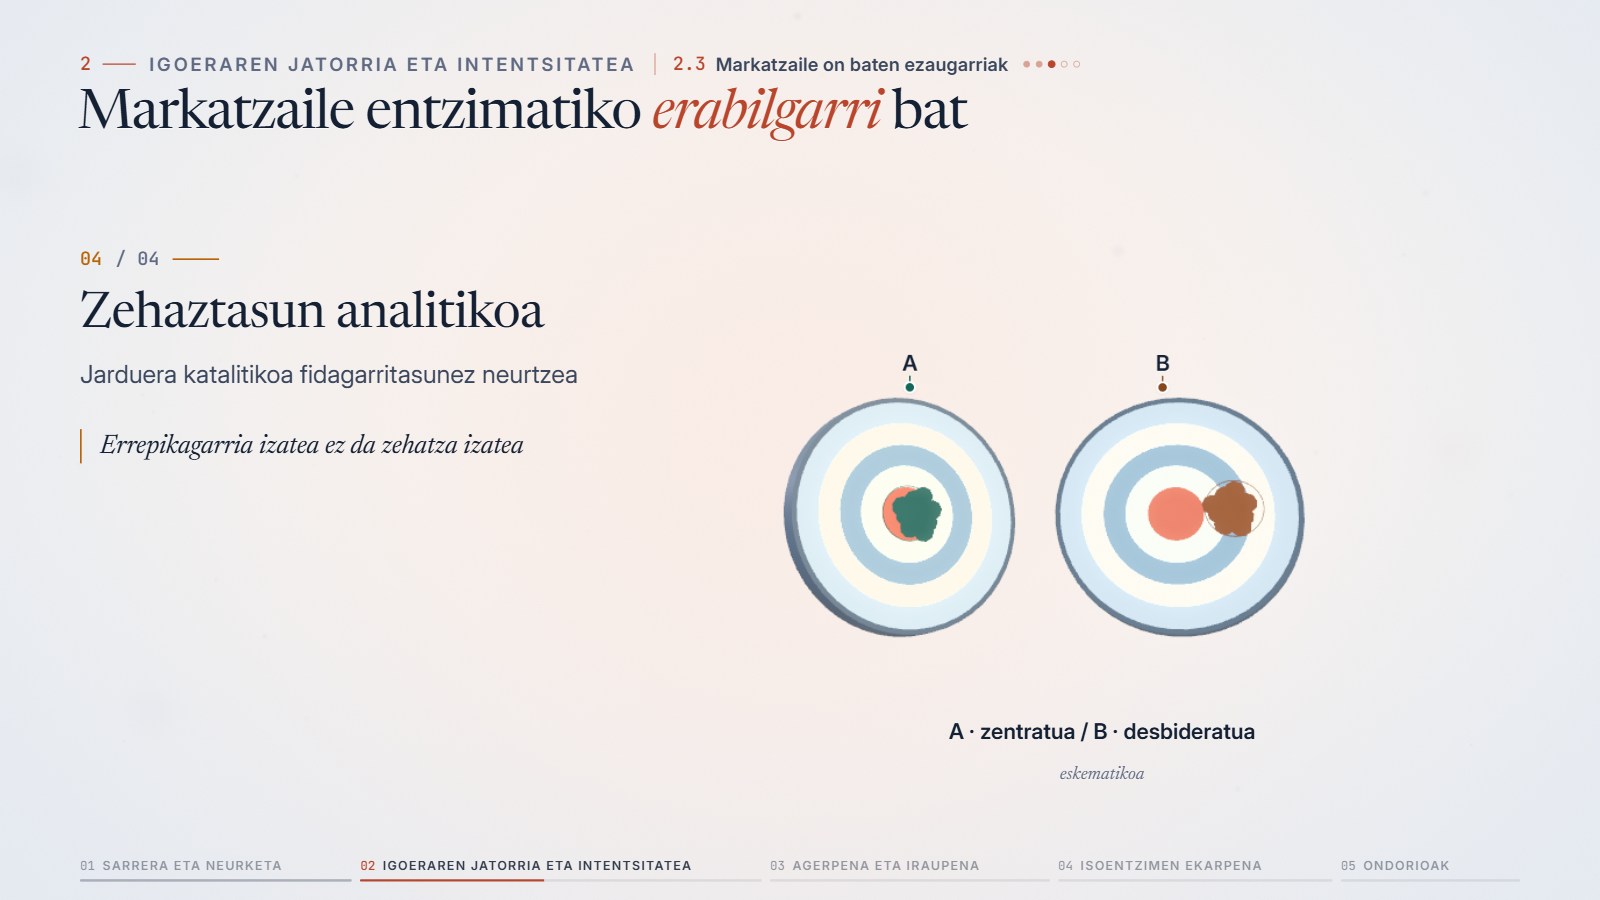 2 IGOERAREN JATORRIA ETA INTENTSITATEA 2.3 Markatzaile on baten ezaugarriak
Markatzaile entzimatiko erabilgarri bat
04 / 04
Zehaztasun analitikoa
Jarduera katalitikoa fidagarritasunez neurtzea
Errepikagarria izatea ez da zehatza izatea
A B
A · zentratua / B · desbideratua
eskematikoa
01 SARRERA ETA NEURKETA 02 IGOERAREN JATORRIA ETA INTENTSITATEA 03 AGERPENA ETA IRAUPENA 04 ISOENTZIMEN EKARPENA 05 ONDORIOAK